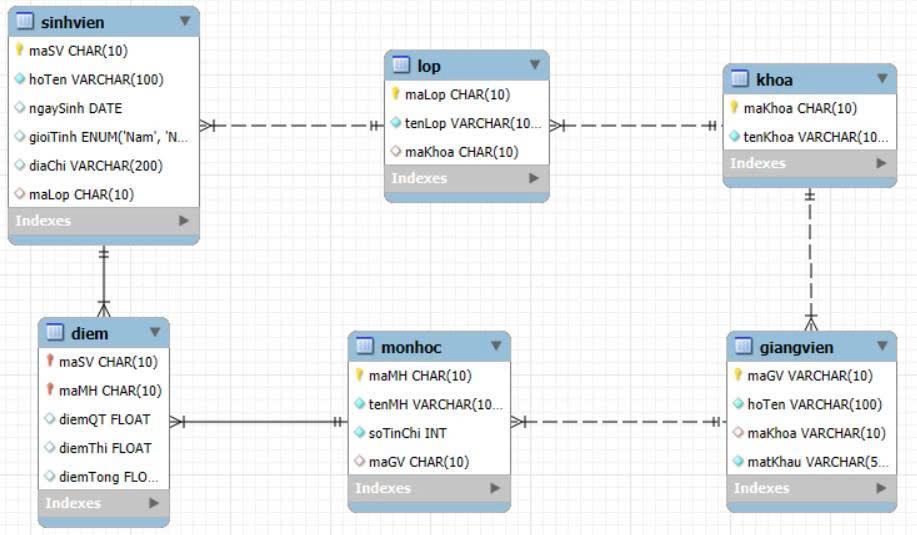 sinhvien
maSV CHAR(10)
hoTen VARCHAR(100)
ngaySinh DATE
gioiTinh ENUM('Nam', 'N...
diaChi VARCHAR(200)
maLop CHAR(10)
Indexes
lop
maLop CHAR(10)
tenLop VARCHAR(10...
maKhoa CHAR(10)
Indexes
khoa
maKhoa CHAR(10)
tenKhoa VARCHAR(10...
Indexes
diem
maSV CHAR(10)
maMH CHAR(10)
diemQT FLOAT
diemThi FLOAT
diemTong FLO...
Indexes
monhoc
maMH CHAR(10)
tenMH VARCHAR(10...
soTinChi INT
maGV CHAR(10)
Indexes
giangvien
maGV VARCHAR(10)
hoTen VARCHAR(100)
maKhoa VARCHAR(10)
matKhau VARCHAR(5...
Indexes